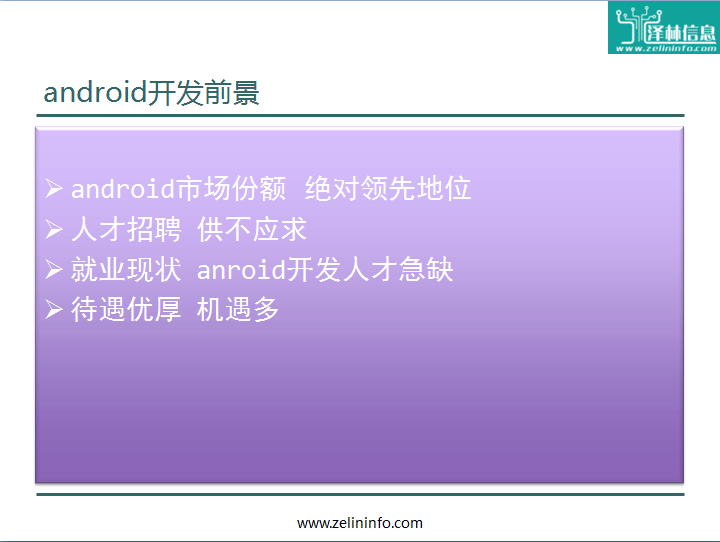 泽林信息
www.zelininfo.com
android开发前景
android市场份额 绝对领先地位
人才招聘 供不应求
就业现状 anroid开发人才急缺
待遇优厚 机遇多
www.zelininfo.com